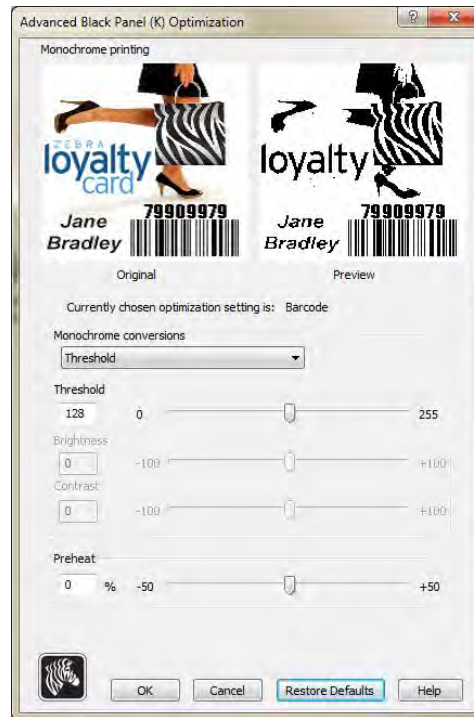 Advanced Black Panel (K) Optimization
Monochrome printing
ZEBRA
loyalty
card
79909979
Jane
Bradley
loyalty
79909979
Jane
Bradley
Original
Preview
Currently chosen optimization setting is: Barcode
Monochrome conversions
Threshold
Threshold
128 0 255
Brightness
0 -100 +100
Contrast
0 -100 +100
Preheat
0 % -50 +50
OK Cancel Restore Defaults Help